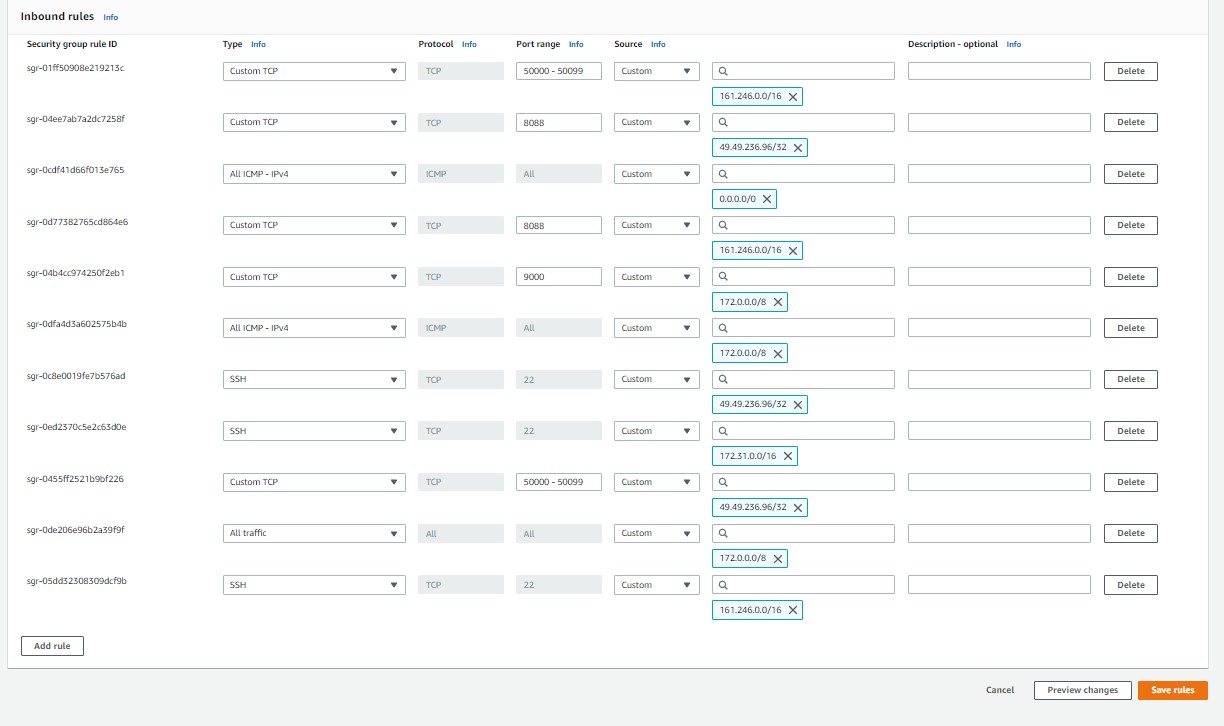 Inbound rules Info
Security group rule ID Type Info Protocol Info Port range Info Source Info Description - optional Info
sgr-01ff50908e219213c Custom TCP TCP 50000 - 50099 Custom Delete
161.246.0.0/16
sgr-04ee7ab7a2dc7258f Custom TCP TCP 8088 Custom Delete
49.49.236.96/32
sgr-0cdf41d66f013e765 All ICMP - IPv4 ICMP All Custom Delete
0.0.0.0/0
sgr-0d77382765cd864e6 Custom TCP TCP 8088 Custom Delete
161.246.0.0/16
sgr-04b4cc974250f2eb1 Custom TCP TCP 9000 Custom Delete
172.0.0.0/8
sgr-0dfa4d3a602575b4b All ICMP - IPv4 ICMP All Custom Delete
172.0.0.0/8
sgr-0c8e0019fe7b576ad SSH TCP 22 Custom Delete
49.49.236.96/32
sgr-0ed2370c5e2c63d0e SSH TCP 22 Custom Delete
172.31.0.0/16
sgr-0455ff2521b9bf226 Custom TCP TCP 50000 - 50099 Custom Delete
49.49.236.96/32
sgr-0de206e96b2a39f9f All traffic All All Custom Delete
172.0.0.0/8
sgr-05dd32308309dcf9b SSH TCP 22 Custom Delete
161.246.0.0/16
Add rule
Cancel Preview changes Save rules